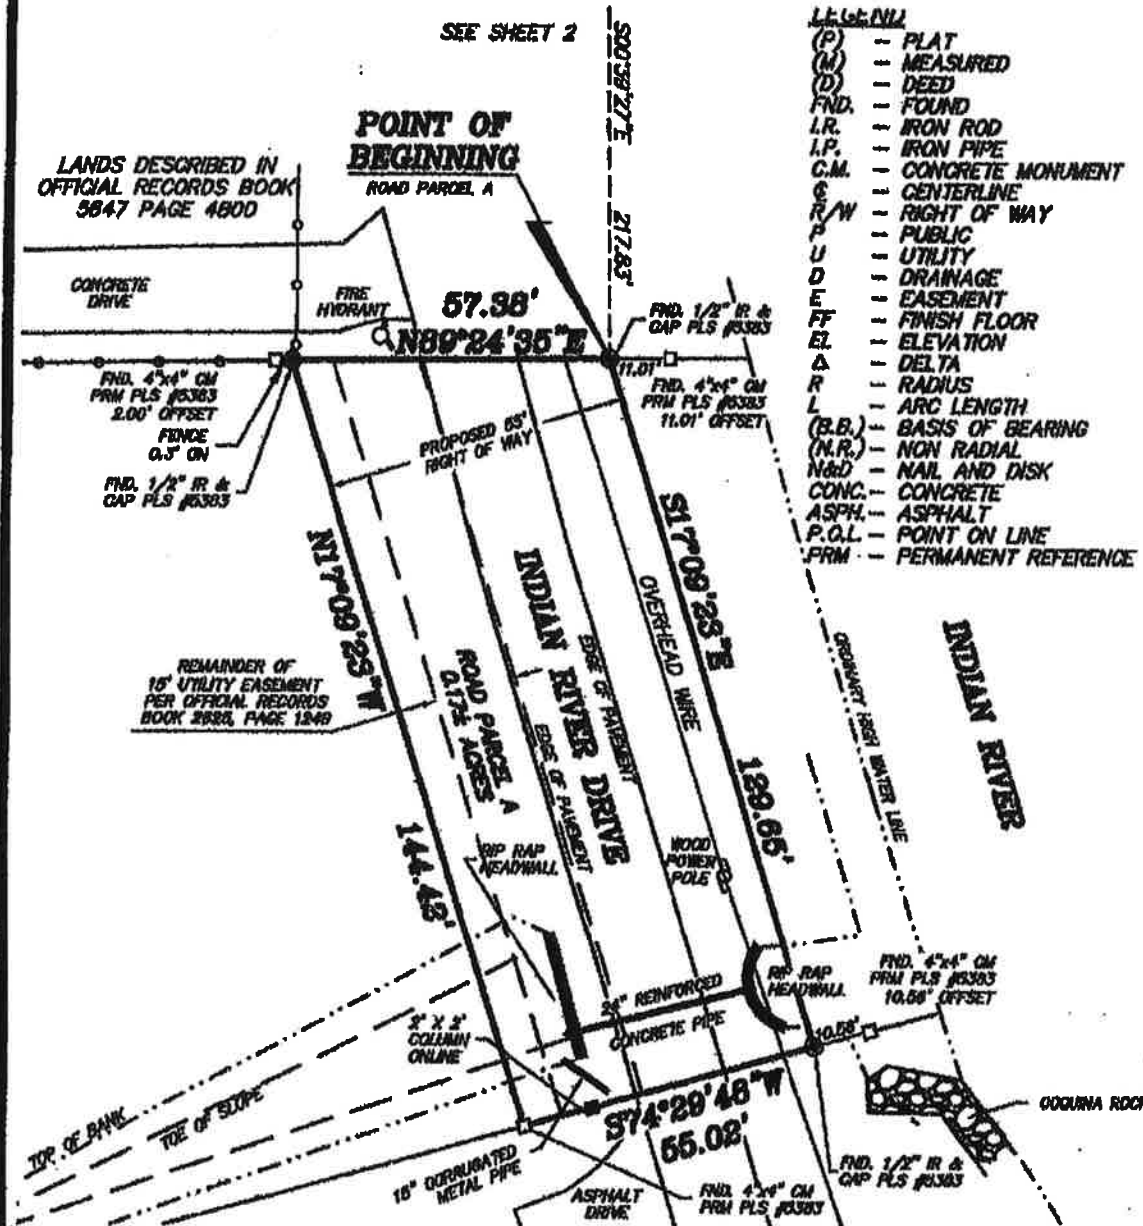 SEE SHEET 2
S00°39'27"E
217.83'
POINT OF
BEGINNING
ROAD PARCEL A
LANDS DESCRIBED IN
OFFICIAL RECORDS BOOK
5647 PAGE 4600
CONCRETE
DRIVE
FIRE
HYDRANT
57.38'
N89°24'35"E
FND. 1/2" IR &
CAP PLS #5383
11.01'
FND. 4"x4" CM
PRM PLS #5383
2.00' OFFSET
FENCE
0.3' ON
FND. 1/2" IR &
CAP PLS #5383
FND. 4"x4" CM
PRM PLS #5383
11.01' OFFSET
PROPOSED 55'
RIGHT OF WAY
LEGEND
(P) - PLAT
(M) - MEASURED
(D) - DEED
FND. - FOUND
I.R. - IRON ROD
I.P. - IRON PIPE
C.M. - CONCRETE MONUMENT
℄ - CENTERLINE
R/W - RIGHT OF WAY
P - PUBLIC
U - UTILITY
D - DRAINAGE
E - EASEMENT
FF - FINISH FLOOR
EL - ELEVATION
Δ - DELTA
R - RADIUS
L - ARC LENGTH
(B.B.) - BASIS OF BEARING
(N.R.) - NON RADIAL
N&D - NAIL AND DISK
CONC. - CONCRETE
ASPH. - ASPHALT
P.O.L. - POINT ON LINE
PRM - PERMANENT REFERENCE
N17°09'23"W
144.42'
S17°09'23"E
129.65'
INDIAN RIVER DRIVE
OVERHEAD WIRE
EDGE OF PAVEMENT
EDGE OF PAVEMENT
ROAD PARCEL A
0.17± ACRES
REMAINDER OF
15' UTILITY EASEMENT
PER OFFICIAL RECORDS
BOOK 2625, PAGE 1249
ORDINARY HIGH WATER LINE
INDIAN RIVER
WOOD
POWER
POLE
RIP RAP
HEADWALL
RIP RAP
HEADWALL
24" REINFORCED
CONCRETE PIPE
FND. 4"x4" CM
PRM PLS #5383
10.56' OFFSET
10.56'
2' X 2'
COLUMN
ONLINE
TOP OF BANK
TOE OF SLOPE
S74°29'48"W
55.02'
COQUINA ROCK
15" CORRUGATED
METAL PIPE
ASPHALT
DRIVE
FND. 4"x4" CM
PRM PLS #5383
FND. 1/2" IR &
CAP PLS #5383